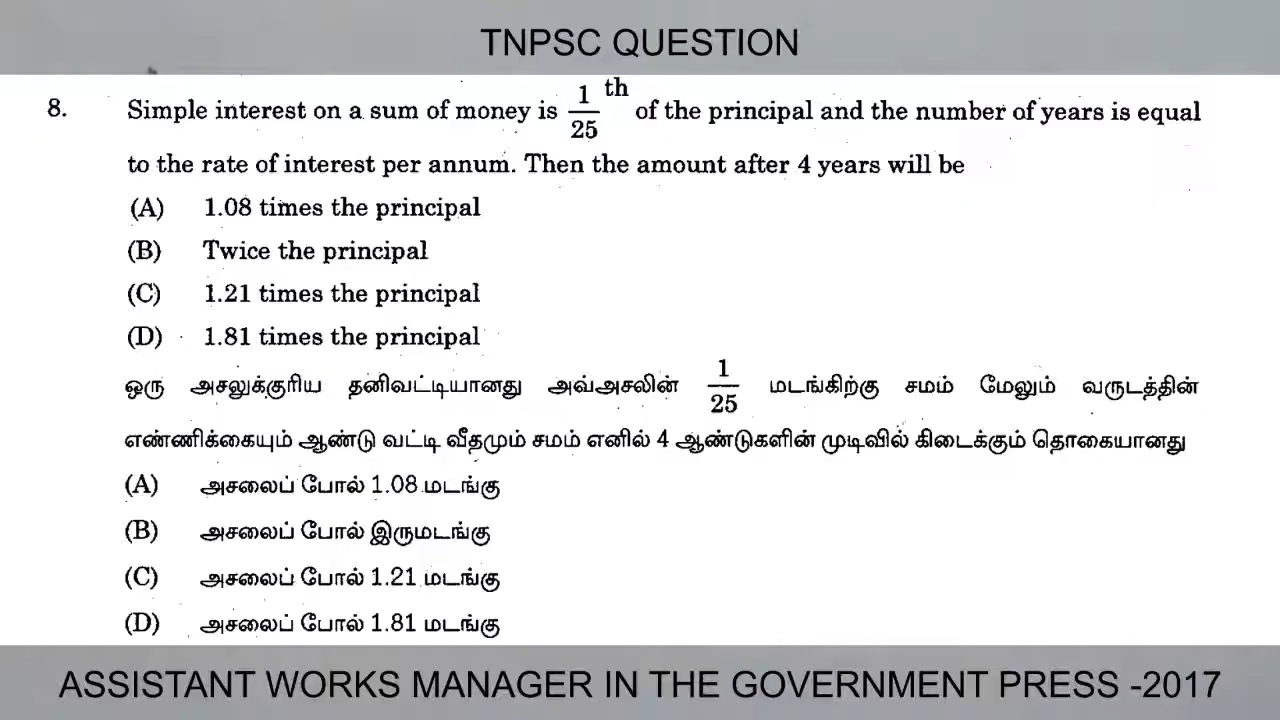 TNPSC QUESTION
8. Simple interest on a sum of money is 1/25 th of the principal and the number of years is equal
to the rate of interest per annum. Then the amount after 4 years will be
(A) 1.08 times the principal
(B) Twice the principal
(C) 1.21 times the principal
(D) 1.81 times the principal
ஒரு அசலுக்குரிய தனிவட்டியானது அவ்அசலின் 1/25 மடங்கிற்கு சமம் மேலும் வருடத்தின்
எண்ணிக்கையும் ஆண்டு வட்டி வீதமும் சமம் எனில் 4 ஆண்டுகளின் முடிவில் கிடைக்கும் தொகையானது
(A) அசலைப் போல் 1.08 மடங்கு
(B) அசலைப் போல் இருமடங்கு
(C) அசலைப் போல் 1.21 மடங்கு
(D) அசலைப் போல் 1.81 மடங்கு
ASSISTANT WORKS MANAGER IN THE GOVERNMENT PRESS -2017